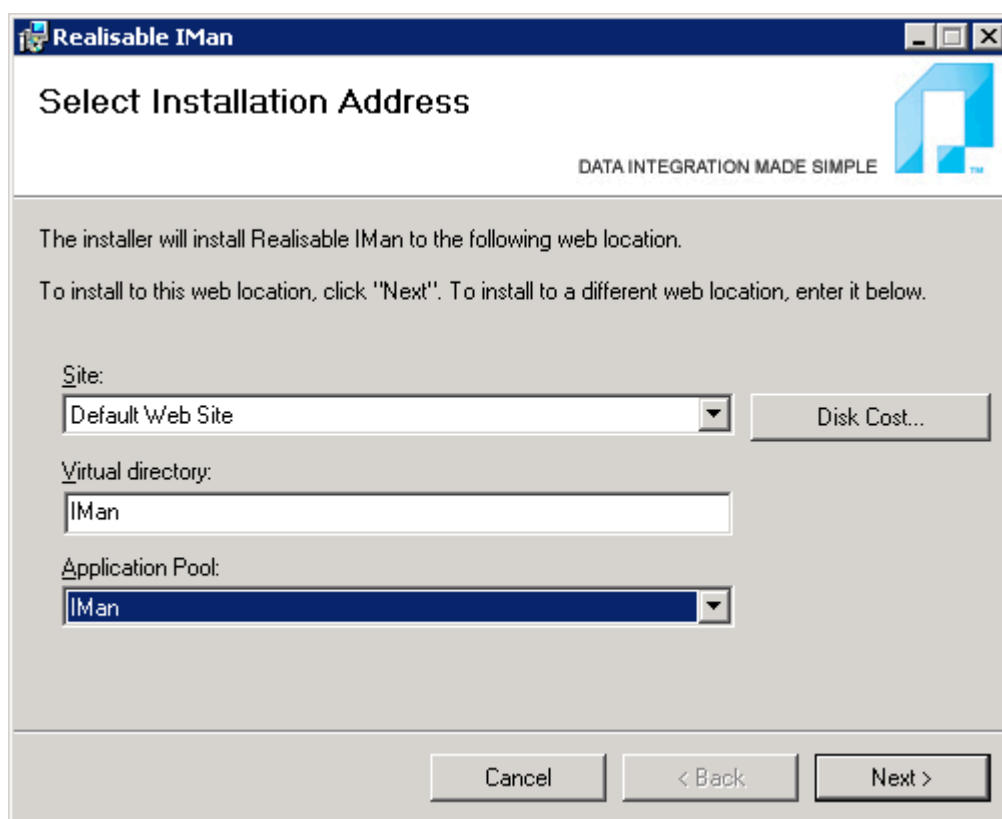 Realisable IMan
Select Installation Address
DATA INTEGRATION MADE SIMPLE
TM
The installer will install Realisable IMan to the following web location.
To install to this web location, click "Next". To install to a different web location, enter it below.
Site:
Default Web Site
Disk Cost...
Virtual directory:
IMan
Application Pool:
IMan
Cancel
< Back
Next >